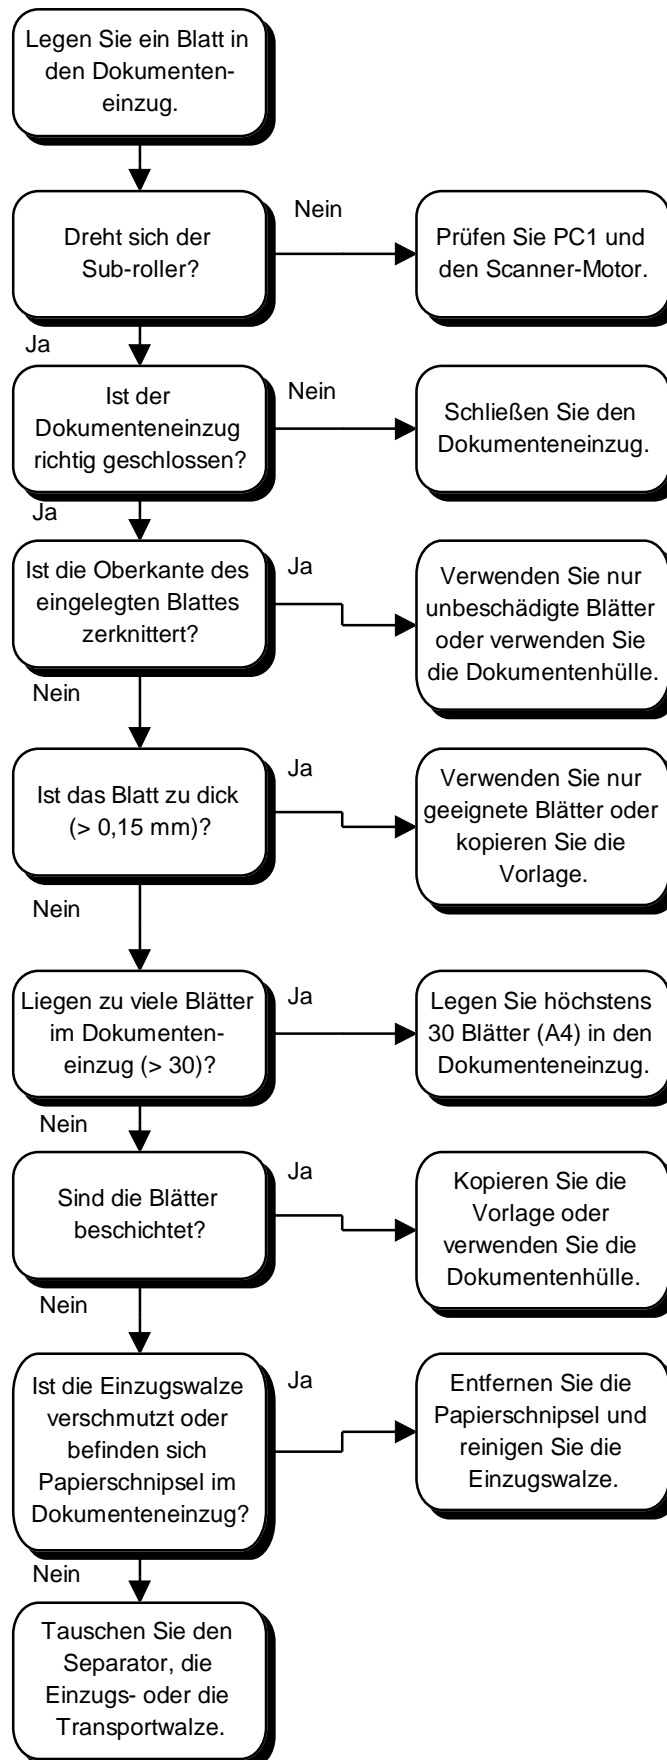 Legen Sie ein Blatt in
den Dokumenten-
einzug.
Dreht sich der
Sub-roller?
Nein
Prüfen Sie PC1 und
den Scanner-Motor.
Ja
Ist der
Dokumenteneinzug
richtig geschlossen?
Nein
Schließen Sie den
Dokumenteneinzug.
Ja
Ist die Oberkante des
eingelegten Blattes
zerknittert?
Ja
Verwenden Sie nur
unbeschädigte Blätter
oder verwenden Sie
die Dokumentenhülle.
Nein
Ist das Blatt zu dick
(> 0,15 mm)?
Ja
Verwenden Sie nur
geeignete Blätter oder
kopieren Sie die
Vorlage.
Nein
Liegen zu viele Blätter
im Dokumenten-
einzug (> 30)?
Ja
Legen Sie höchstens
30 Blätter (A4) in den
Dokumenteneinzug.
Nein
Sind die Blätter
beschichtet?
Ja
Kopieren Sie die
Vorlage oder
verwenden Sie die
Dokumentenhülle.
Nein
Ist die Einzugswalze
verschmutzt oder
befinden sich
Papierschnipsel im
Dokumenteneinzug?
Ja
Entfernen Sie die
Papierschnipsel und
reinigen Sie die
Einzugswalze.
Nein
Tauschen Sie den
Separator, die
Einzugs- oder die
Transportwalze.